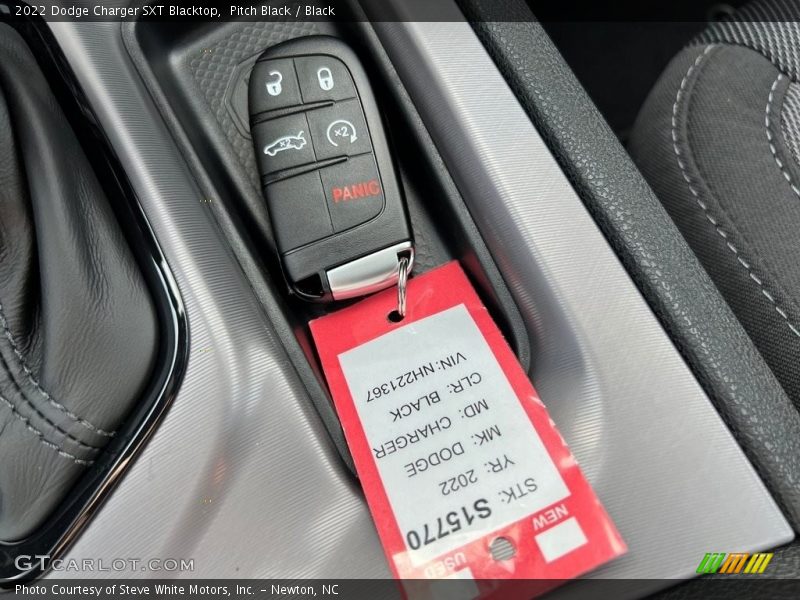 2022 Dodge Charger SXT Blacktop,  Pitch Black / Black
x2
x2
PANIC
STK: S15770
YR: 2022
MK: DODGE
MD: CHARGER
CLR: BLACK
VIN:NH221367
NEW
USED
GTCARLOT.COM
Photo Courtesy of Steve White Motors, Inc. – Newton, NC